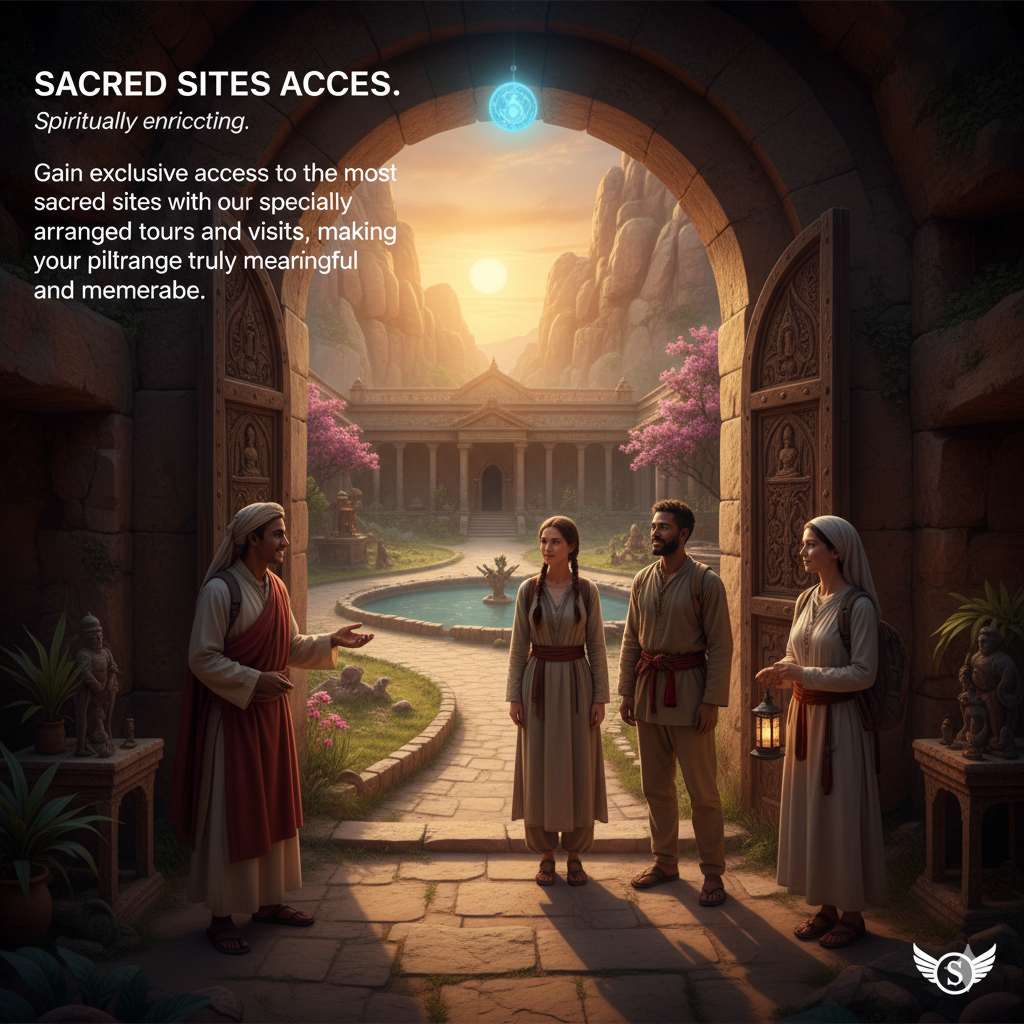 SACRED SITES ACCES.
Spiritually enriccting.
Gain exclusive access to the most
sacred sites with our specially
arranged tours and visits, making
your piltrange truly mearingful
and memerabe.
S